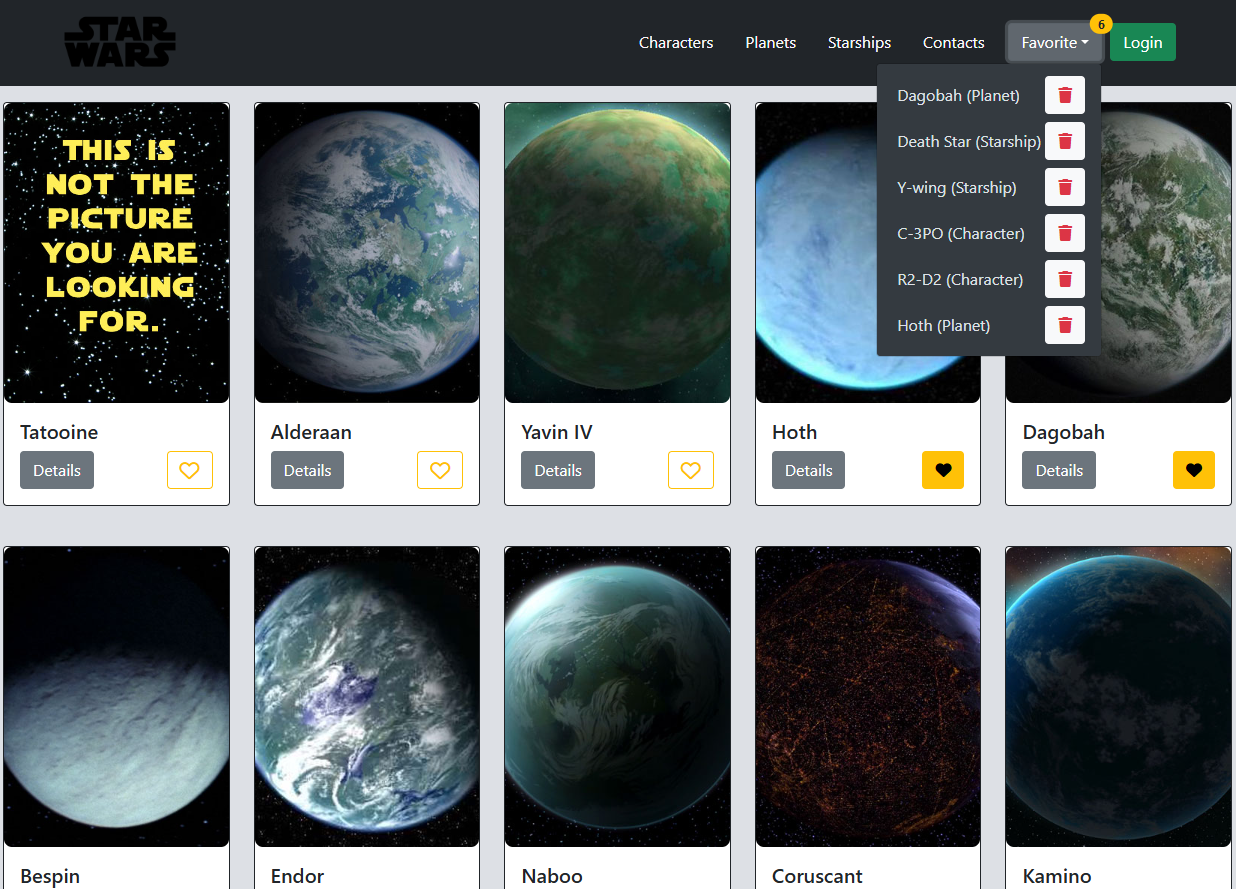 STAR
WARS
Characters
Planets
Starships
Contacts
Favorite
6
Login
Dagobah (Planet)
Death Star (Starship)
Y-wing (Starship)
C-3PO (Character)
R2-D2 (Character)
Hoth (Planet)
THIS IS
NOT THE
PICTURE
YOU ARE
LOOKING
FOR.
Tatooine
Details
Alderaan
Details
Yavin IV
Details
Hoth
Details
Dagobah
Details
Bespin
Endor
Naboo
Coruscant
Kamino